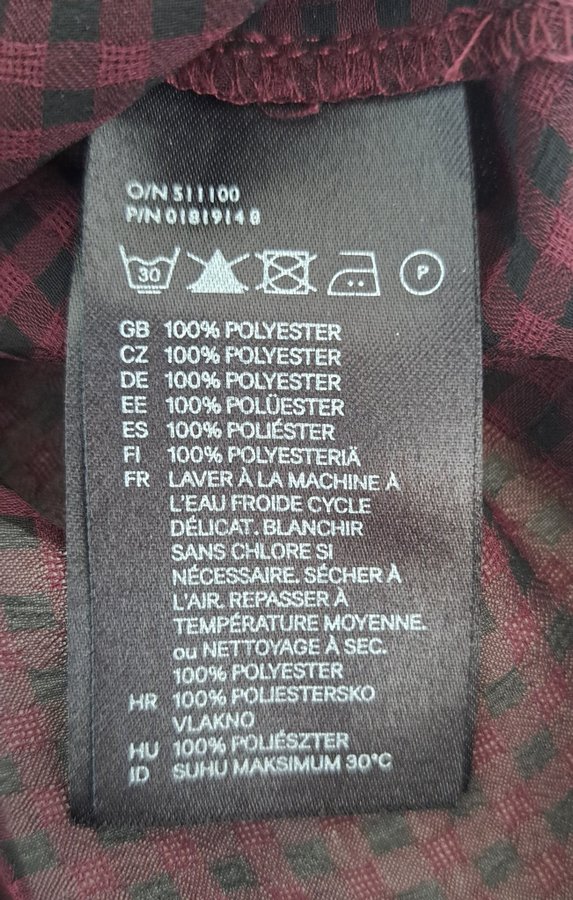 O/N 511100
P/N 01819148
30 P
GB 100% POLYESTER
CZ 100% POLYESTER
DE 100% POLYESTER
EE 100% POLÜESTER
ES 100% POLIÉSTER
FI 100% POLYESTERIÄ
FR LAVER À LA MACHINE À
L'EAU FROIDE CYCLE
DÉLICAT. BLANCHIR
SANS CHLORE SI
NÉCESSAIRE. SÉCHER À
L'AIR. REPASSER À
TEMPÉRATURE MOYENNE.
ou NETTOYAGE À SEC.
100% POLYESTER
HR 100% POLIESTERSKO
VLAKNO
HU 100% POLIÉSZTER
ID SUHU MAKSIMUM 30°C